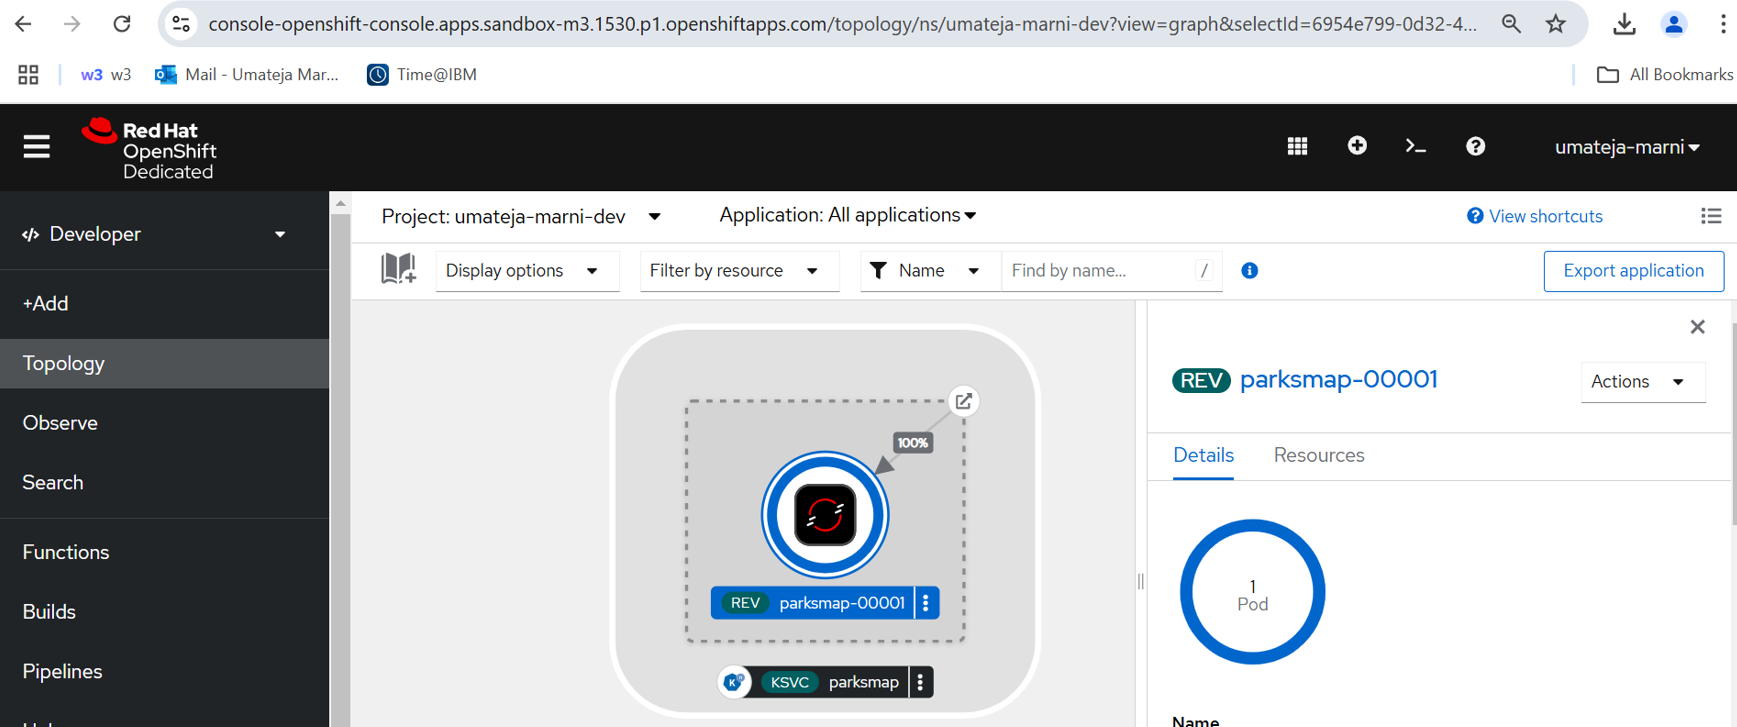 console-openshift-console.apps.sandbox-m3.1530.p1.openshiftapps.com/topology/ns/umateja-marni-dev?view=graph&selectId=6954e799-0d32-4...
w3 w3 Mail - Umateja Mar... Time@IBM All Bookmarks
Red Hat
OpenShift
Dedicated
umateja-marni
Developer
+Add
Topology
Observe
Search
Functions
Builds
Pipelines
Project: umateja-marni-dev Application: All applications View shortcuts
Display options Filter by resource Name Find by name... / Export application
100%
REV parksmap-00001
KSVC parksmap
REV parksmap-00001 Actions
Details Resources
1
Pod
Name